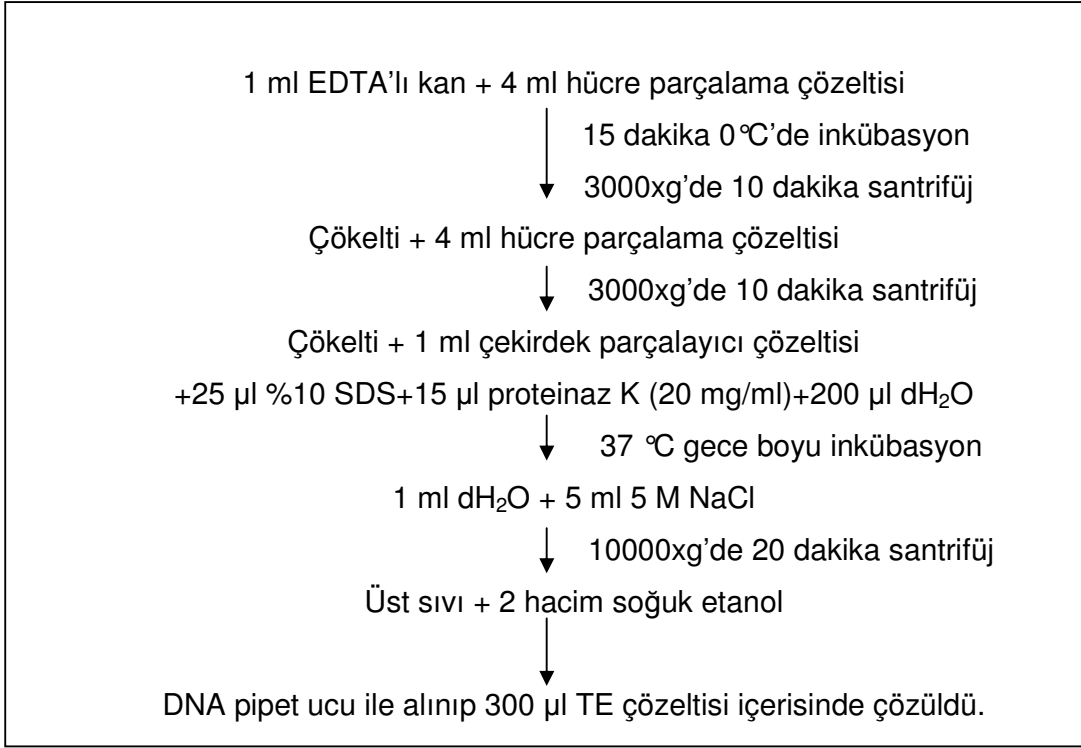 1 ml EDTA'lı kan + 4 ml hücre parçalama çözeltisi
15 dakika 0°C'de inkübasyon
3000xg'de 10 dakika santrifüj
Çökelti + 4 ml hücre parçalama çözeltisi
3000xg'de 10 dakika santrifüj
Çökelti + 1 ml çekirdek parçalayıcı çözeltisi
+25 µl %10 SDS+15 µl proteinaz K (20 mg/ml)+200 µl dH₂O
37 °C gece boyu inkübasyon
1 ml dH₂O + 5 ml 5 M NaCl
10000xg'de 20 dakika santrifüj
Üst sıvı + 2 hacim soğuk etanol
DNA pipet ucu ile alınıp 300 µl TE çözeltisi içerisinde çözüldü.